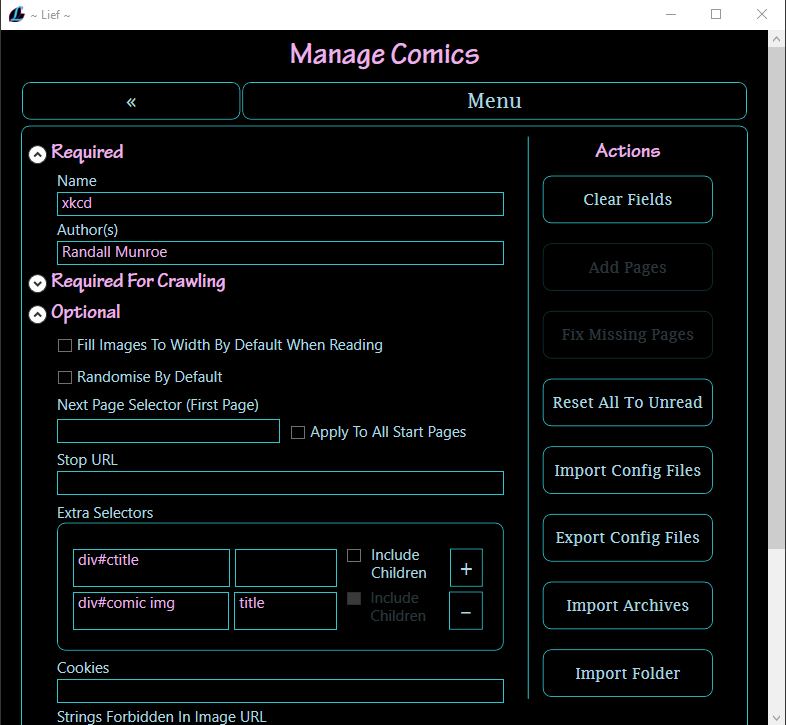 ~ Lief ~
Manage Comics
«
Menu
Required
Name
xkcd
Author(s)
Randall Munroe
Required For Crawling
Optional
Fill Images To Width By Default When Reading
Randomise By Default
Next Page Selector (First Page)
Apply To All Start Pages
Stop URL
Extra Selectors
div#ctitle
Include
Children
+
div#comic img
title
Include
Children
−
Cookies
Strings Forbidden In Image URL
Actions
Clear Fields
Add Pages
Fix Missing Pages
Reset All To Unread
Import Config Files
Export Config Files
Import Archives
Import Folder